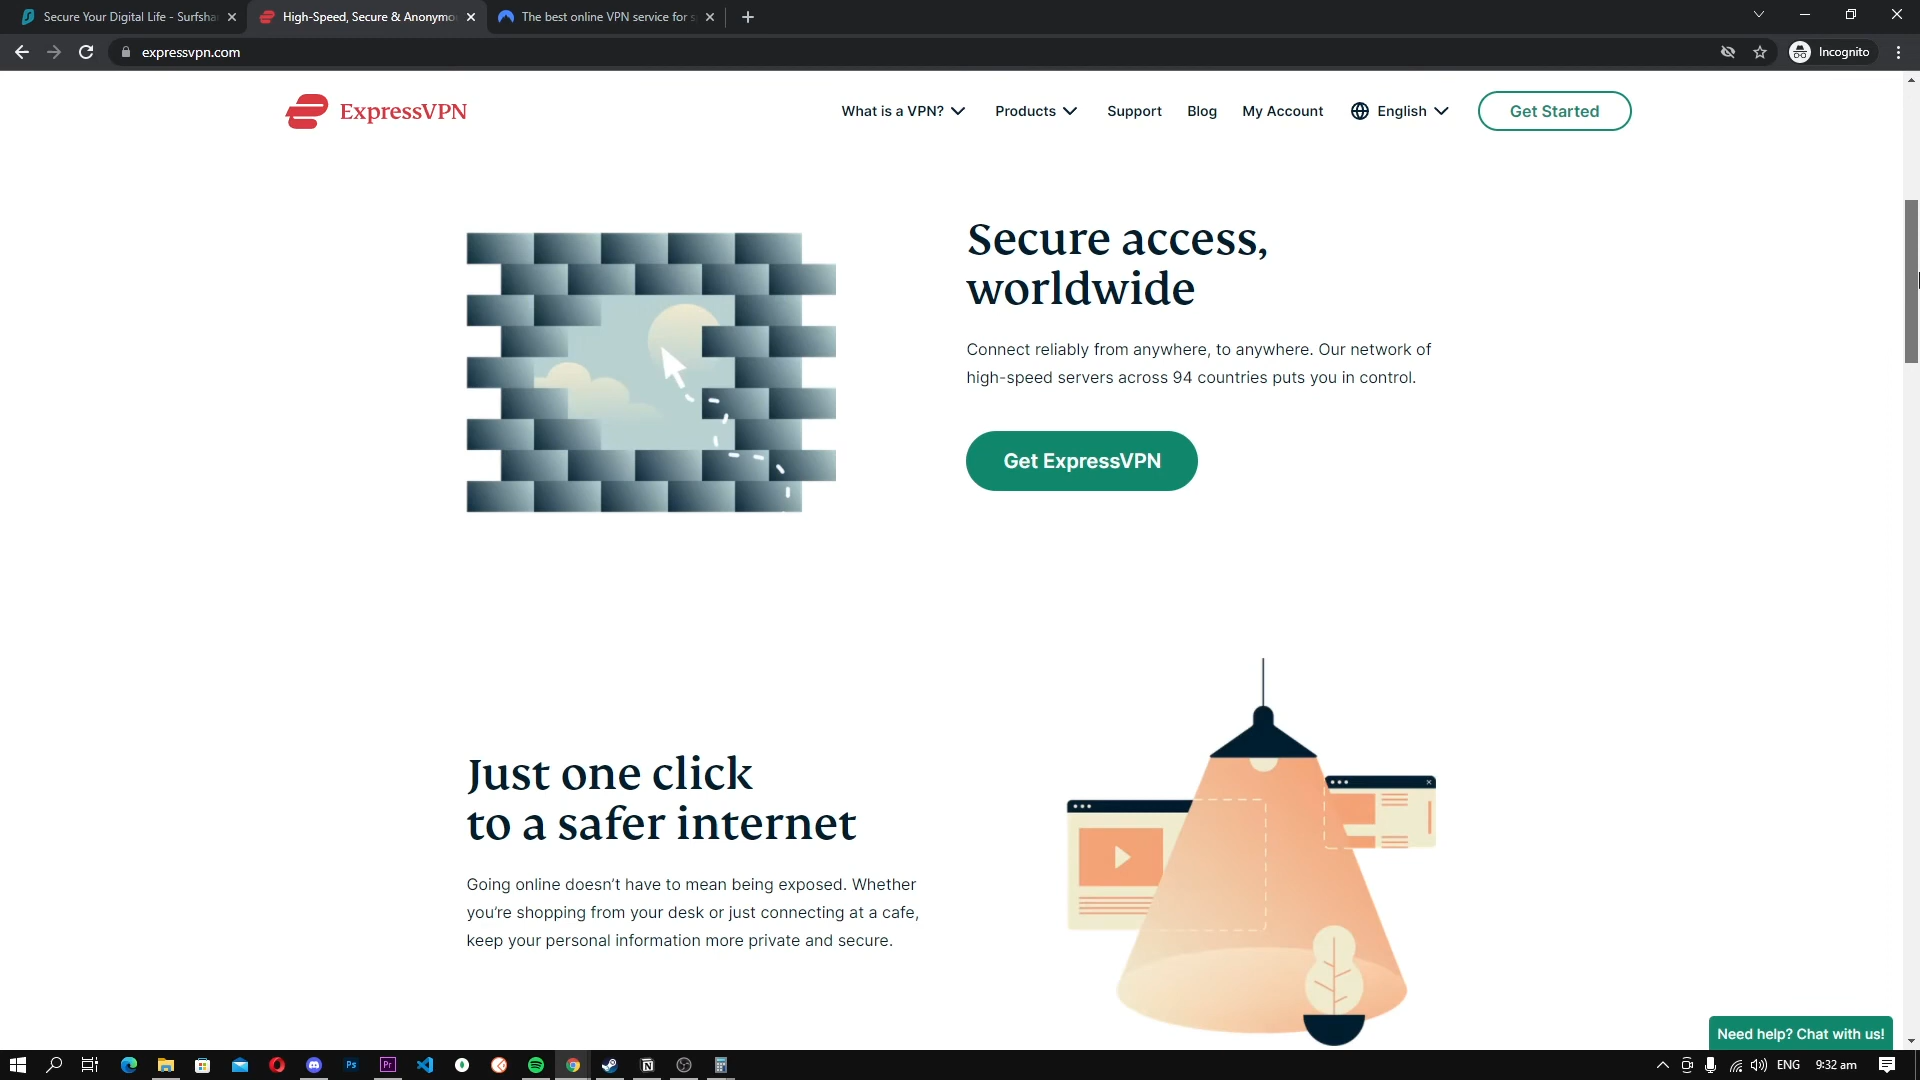 Secure Your Digital Life - Surfsha
High-Speed, Secure & Anonymo
The best online VPN service for s
expressvpn.com
Incognito
ExpressVPN
What is a VPN?
Products
Support
Blog
My Account
English
Get Started
Secure access,
worldwide
Connect reliably from anywhere, to anywhere. Our network of
high-speed servers across 94 countries puts you in control.
Get ExpressVPN
Just one click
to a safer internet
Going online doesn’t have to mean being exposed. Whether
you’re shopping from your desk or just connecting at a cafe,
keep your personal information more private and secure.
Need help? Chat with us!
Ps
Pr
ENG
9:32 am